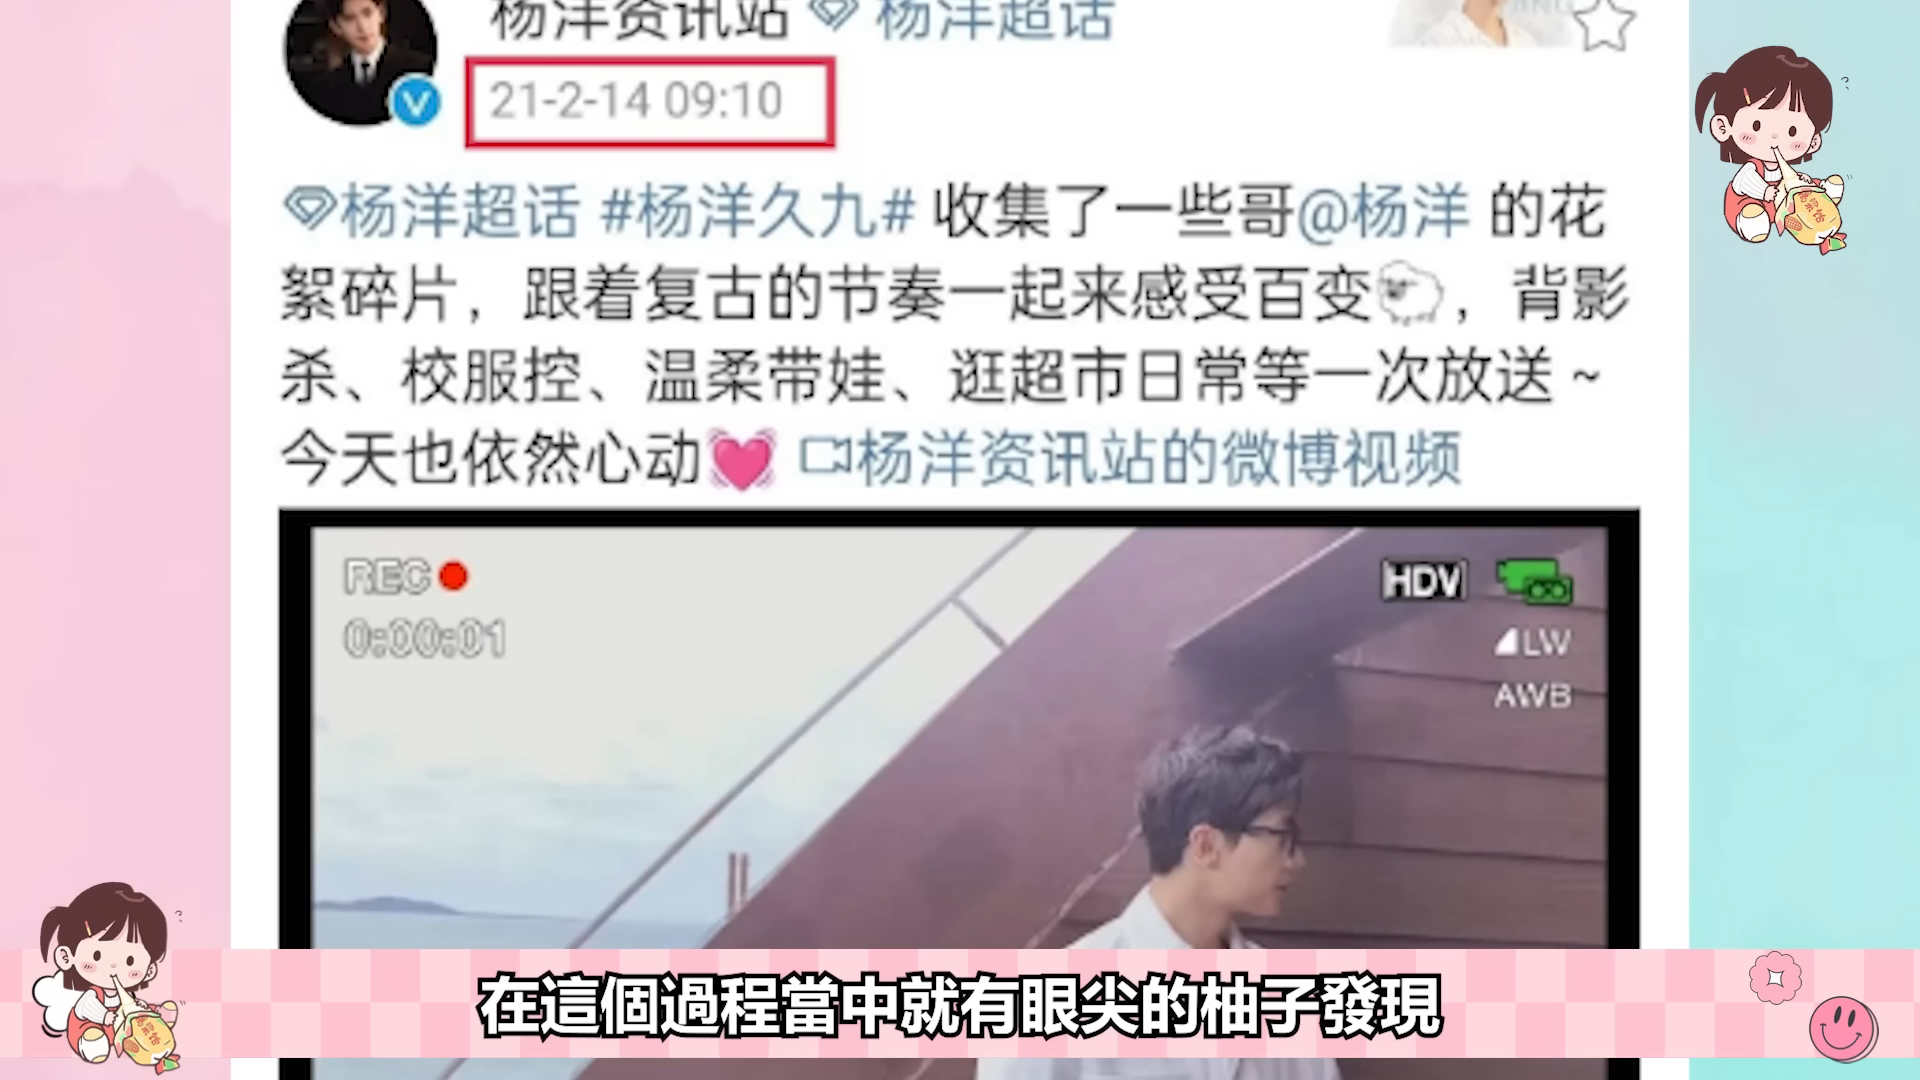 杨洋资讯站 杨洋超话
21-2-14 09:10
杨洋超话 #杨洋久九# 收集了一些哥@杨洋 的花
絮碎片，跟着复古的节奏一起来感受百变，背影
杀、校服控、温柔带娃、逛超市日常等一次放送~
今天也依然心动 杨洋资讯站的微博视频
REC
HDV
0:00:01
LW
AWB
在這個過程當中就有眼尖的柚子發現